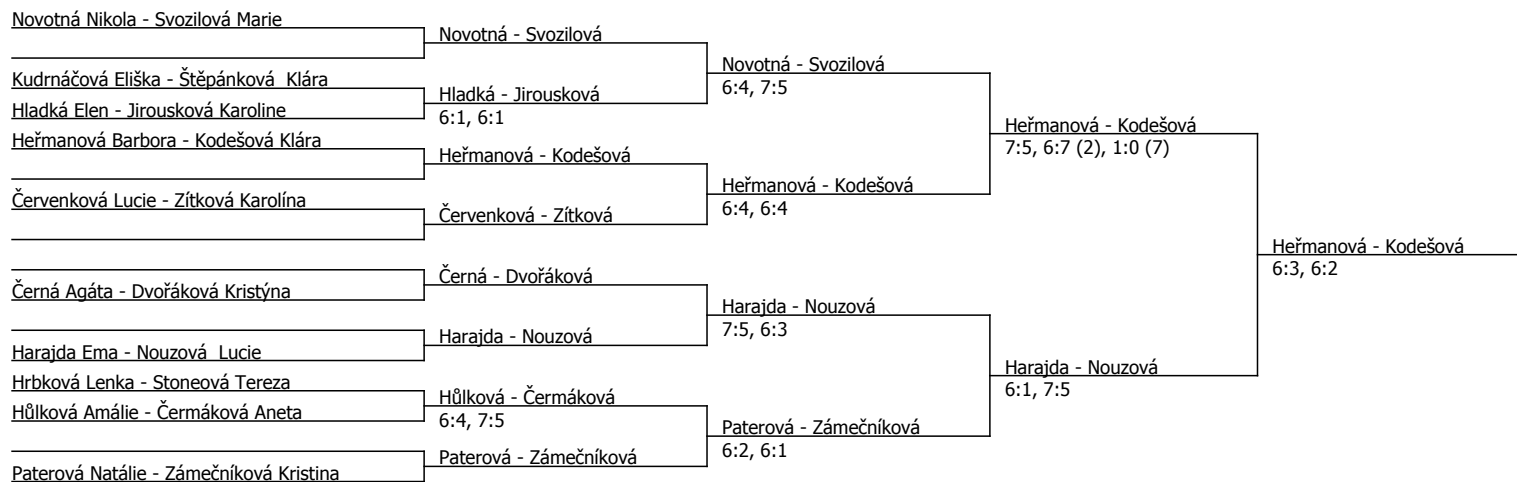 Novotná Nikola - Svozilová Marie
Kudrnáčová Eliška - Štěpánková  Klára
Hladká Elen - Jirousková Karoline
Heřmanová Barbora - Kodešová Klára
Červenková Lucie - Zítková Karolína
Černá Agáta - Dvořáková Kristýna
Harajda Ema - Nouzová  Lucie
Hrbková Lenka - Stoneová Tereza
Hůlková Amálie - Čermáková Aneta
Paterová Natálie - Zámečníková Kristina
Novotná - Svozilová
Hladká - Jirousková
6:1, 6:1
Heřmanová - Kodešová
Červenková - Zítková
Černá - Dvořáková
Harajda - Nouzová
Hůlková - Čermáková
6:4, 7:5
Paterová - Zámečníková
Novotná - Svozilová
6:4, 7:5
Heřmanová - Kodešová
6:4, 6:4
Harajda - Nouzová
7:5, 6:3
Paterová - Zámečníková
6:2, 6:1
Heřmanová - Kodešová
7:5, 6:7 (2), 1:0 (7)
Harajda - Nouzová
6:1, 7:5
Heřmanová - Kodešová
6:3, 6:2